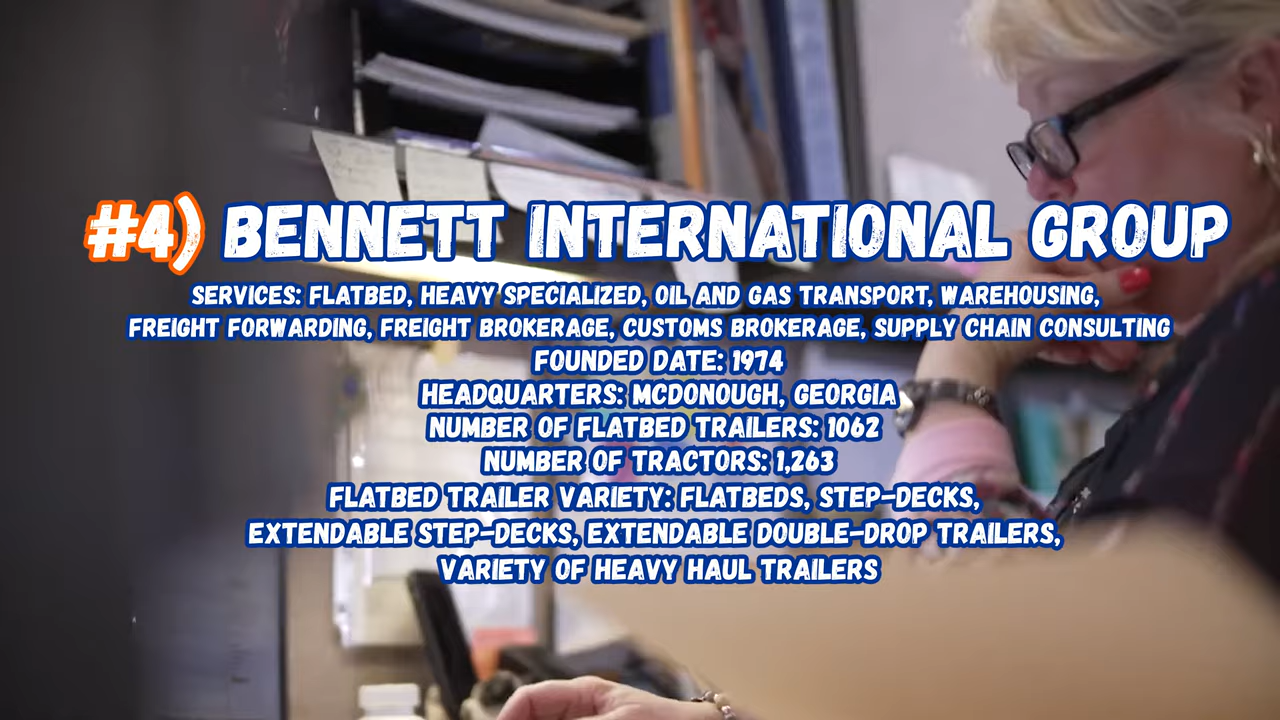 #4) BENNETT INTERNATIONAL GROUP
SERVICES: FLATBED, HEAVY SPECIALIZED, OIL AND GAS TRANSPORT, WAREHOUSING,
FREIGHT FORWARDING, FREIGHT BROKERAGE, CUSTOMS BROKERAGE, SUPPLY CHAIN CONSULTING
FOUNDED DATE: 1974
HEADQUARTERS: MCDONOUGH, GEORGIA
NUMBER OF FLATBED TRAILERS: 1062
NUMBER OF TRACTORS: 1,263
FLATBED TRAILER VARIETY: FLATBEDS, STEP-DECKS,
EXTENDABLE STEP-DECKS, EXTENDABLE DOUBLE-DROP TRAILERS,
VARIETY OF HEAVY HAUL TRAILERS